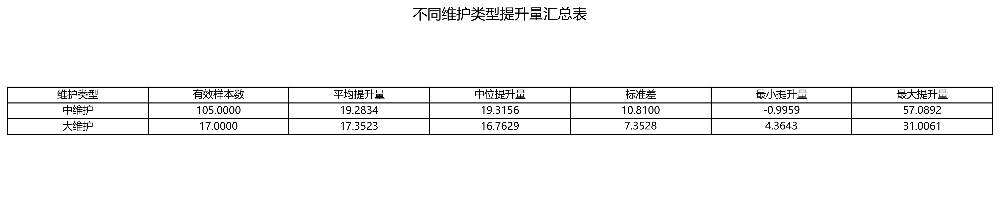 不同维护类型提升量汇总表
维护类型 有效样本数 平均提升量 中位提升量 标准差 最小提升量 最大提升量
中维护 105.0000 19.2834 19.3156 10.8100 -0.9959 57.0892
大维护 17.0000 17.3523 16.7629 7.3528 4.3643 31.0061